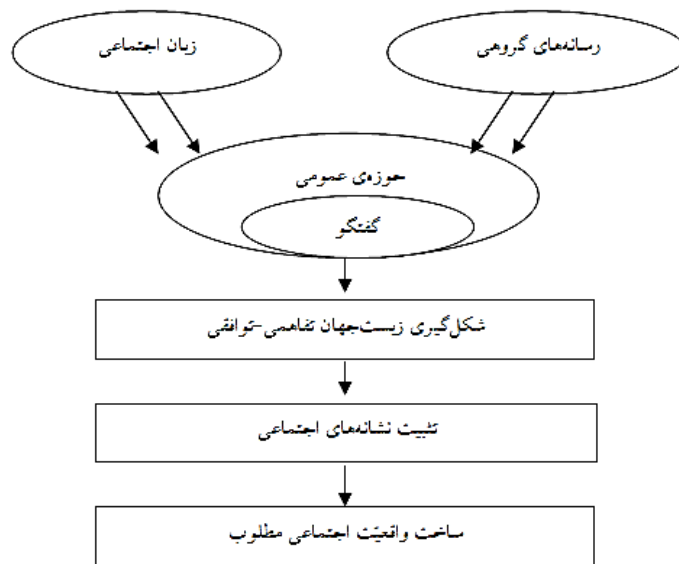 رسانه‌های گروهی
زبان اجتماعی
حوزه‌ی عمومی
گفتگو
شکل‌گیری زیست‌جهان تفاهمی-توافقی
تثبیت نشانه‌های اجتماعی
ساخت واقعیّت اجتماعی مطلوب